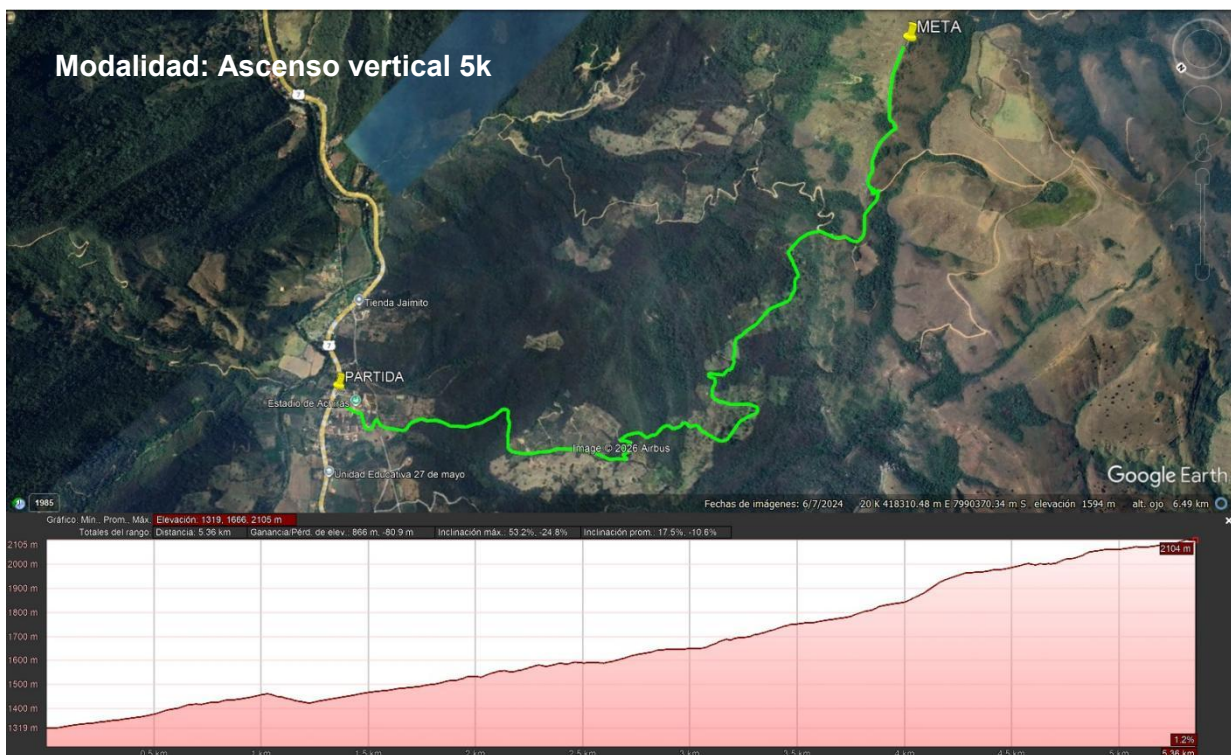 Modalidad: Ascenso vertical 5k
META
7
Tienda Jaimito
7
PARTIDA
Estadio de Achiras
Unidad Educativa 27 de mayo
Image © 2026 Airbus
Google Earth
1985
Fechas de imágenes: 6/7/2024 20 K 418310.48 m E 7990370.34 m S elevación 1594 m alt. ojo 6.49 km
Gráfico: Mín., Prom., Máx. Elevación: 1319, 1666, 2105 m
Totales del rango: Distancia: 5.36 km Ganancia/Pérd. de elev.: 866 m, -80.9 m Inclinación máx.: 53.2%, -24.8% Inclinación prom.: 17.5%, -10.6%
2105 m
2104 m
2000 m
1900 m
1800 m
1700 m
1600 m
1500 m
1400 m
1319 m
1.2%
0.5 km 1 km 1.5 km 2 km 2.5 km 3 km 3.5 km 4 km 4.5 km 5 km 5.36 km